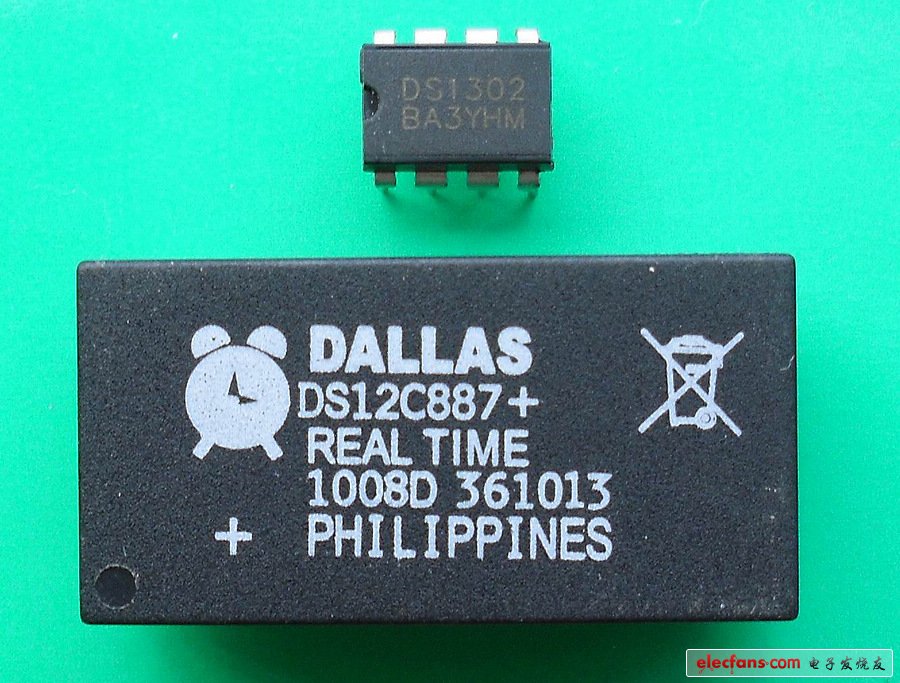 DS1302
BA3YHM
DALLAS
DS12C887+
REAL TIME
1008D 361013
+ PHILIPPINES
elecfans.com 电子发烧友